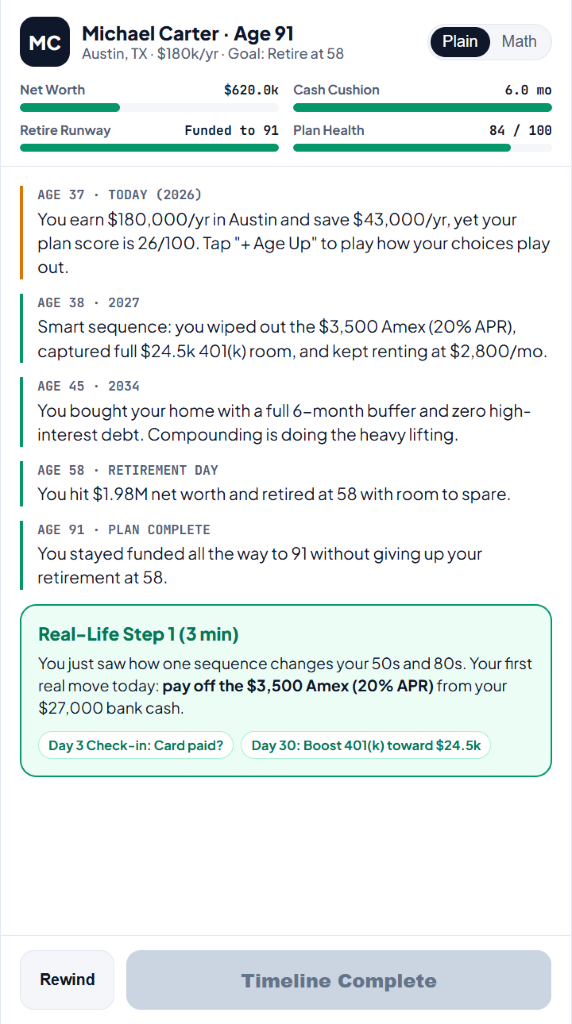 MC
Michael Carter · Age 91
Austin, TX · $180k/yr · Goal: Retire at 58
Plain
Math
Net Worth $620.0k
Cash Cushion 6.0 mo
Retire Runway Funded to 91
Plan Health 84 / 100
AGE 37 · TODAY (2026)
You earn $180,000/yr in Austin and save $43,000/yr, yet your
plan score is 26/100. Tap "+ Age Up" to play how your choices play
out.
AGE 38 · 2027
Smart sequence: you wiped out the $3,500 Amex (20% APR),
captured full $24.5k 401(k) room, and kept renting at $2,800/mo.
AGE 45 · 2034
You bought your home with a full 6-month buffer and zero high-
interest debt. Compounding is doing the heavy lifting.
AGE 58 · RETIREMENT DAY
You hit $1.98M net worth and retired at 58 with room to spare.
AGE 91 · PLAN COMPLETE
You stayed funded all the way to 91 without giving up your
retirement at 58.
Real-Life Step 1 (3 min)
You just saw how one sequence changes your 50s and 80s. Your first
real move today: pay off the $3,500 Amex (20% APR) from your
$27,000 bank cash.
Day 3 Check-in: Card paid?
Day 30: Boost 401(k) toward $24.5k
Rewind
Timeline Complete